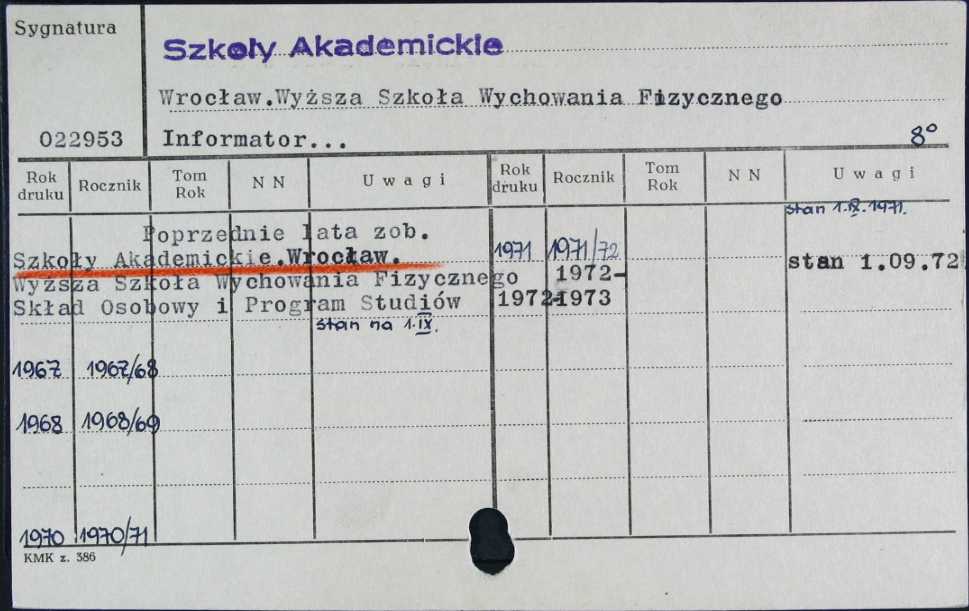 Sygnatura
Szkoły Akademickie
Wrocław.Wyższa Szkoła Wychowania Fizycznego
022953 Informator... 8°
Rok druku Rocznik Tom Rok N N Uwagi Rok druku Rocznik Tom Rok N N Uwagi
stan 1.IX.1971.
Poprzednie lata zob.
1971 1971/72
Szkoły Akademickie.Wrocław.
stan 1.09.72
1972-
Wyższa Szkoła Wychowania Fizycznego
Skład Osobowy i Program Studiów
1972 1973
stan na 1.IX.
1967 1967/68
1968 1968/69
1970 1970/71
KMK z. 386